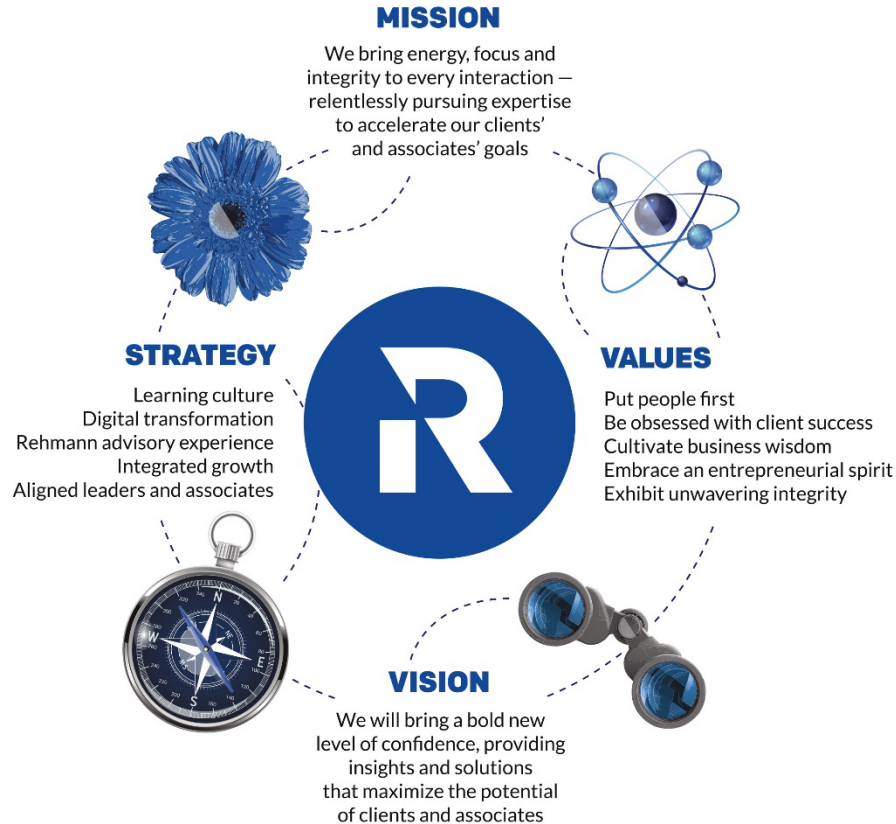 MISSION
We bring energy, focus and
integrity to every interaction —
relentlessly pursuing expertise
to accelerate our clients'
and associates' goals
STRATEGY
Learning culture
Digital transformation
Rehmann advisory experience
Integrated growth
Aligned leaders and associates
R
VALUES
Put people first
Be obsessed with client success
Cultivate business wisdom
Embrace an entrepreneurial spirit
Exhibit unwavering integrity
N
NE
W
E
S
VISION
We will bring a bold new
level of confidence, providing
insights and solutions
that maximize the potential
of clients and associates